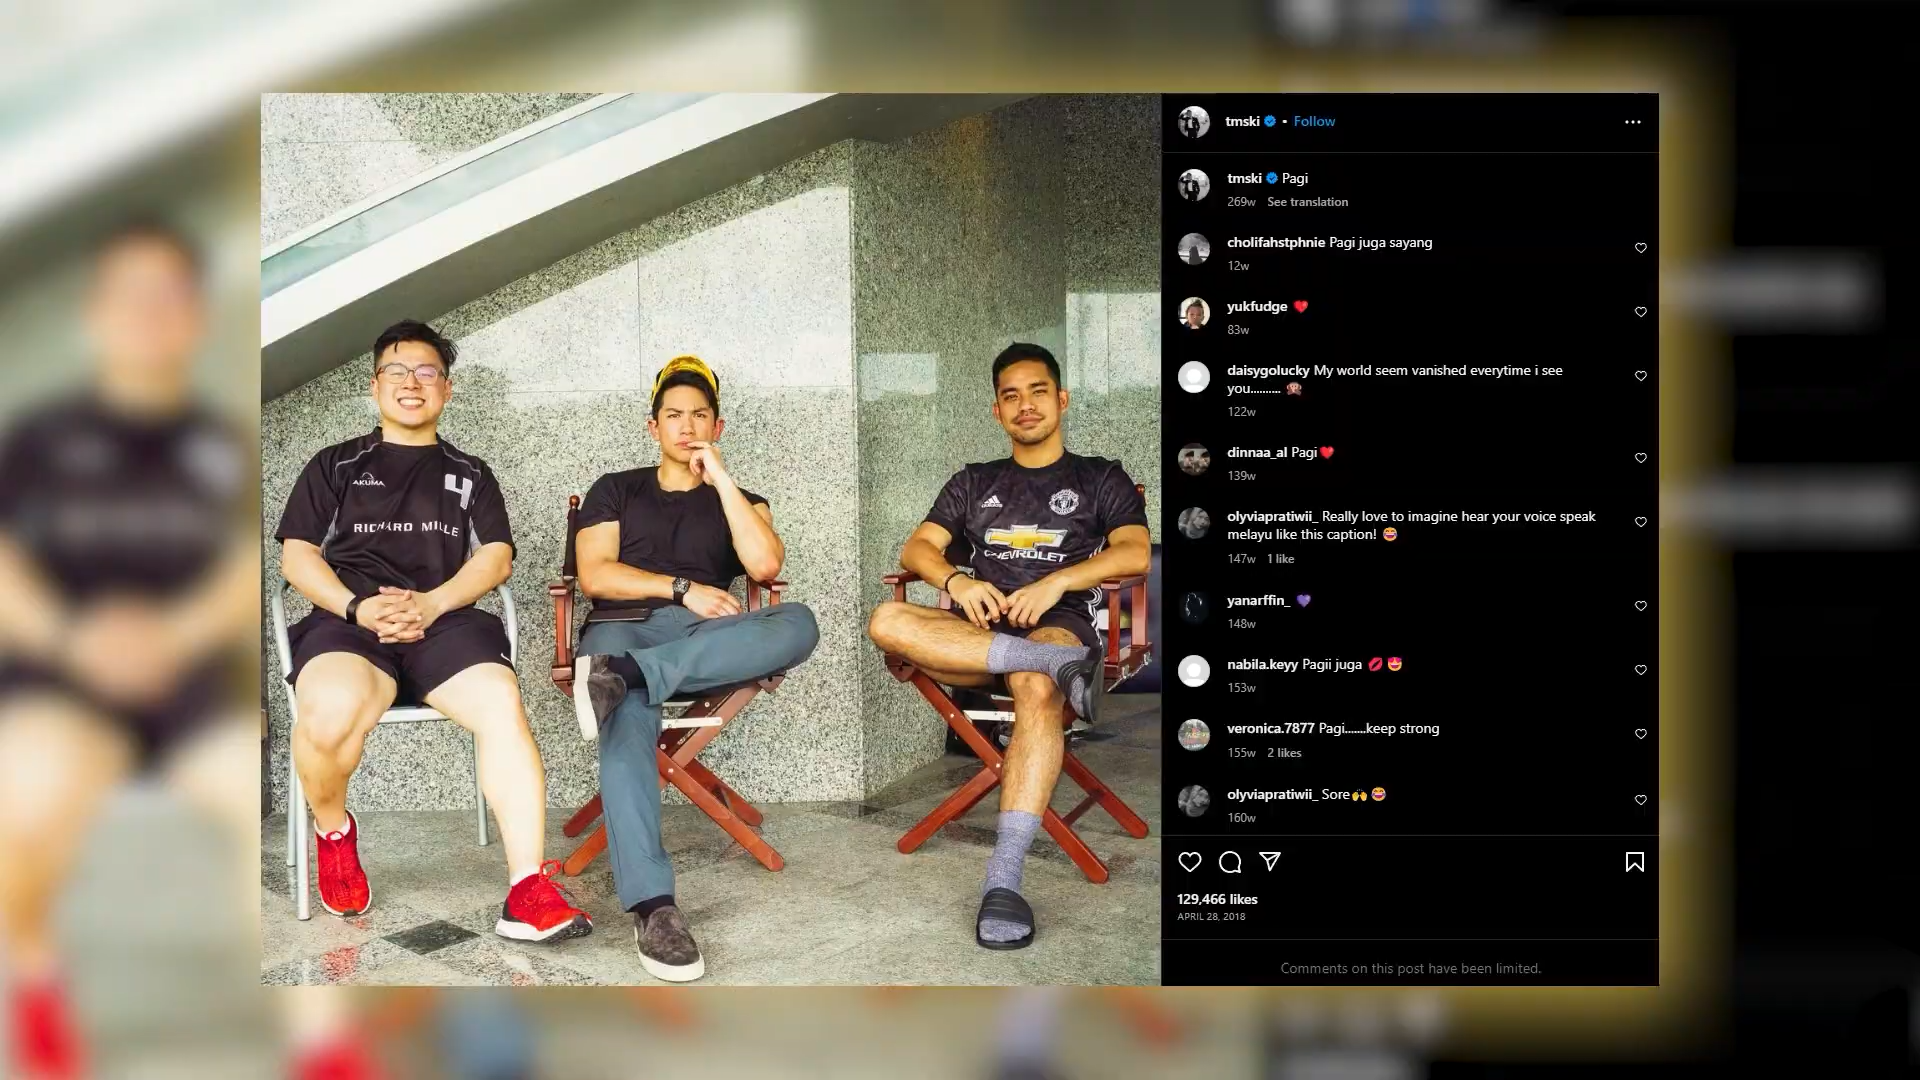 AKUMA
4
RICHARD MILLE
adidas
CHEVROLET
tmski • Follow
tmski Pagi
269w See translation
cholifahstphnie Pagi juga sayang
12w
yukfudge ❤️
83w
daisygolucky My world seem vanished everytime i see
you.......... 🙊
122w
dinnaa_al Pagi❤️
139w
olyviapratiwii_ Really love to imagine hear your voice speak
melayu like this caption! 😂
147w 1 like
yanarffin_ 💜
148w
nabila.keyy Pagii juga 💋😍
153w
veronica.7877 Pagi.......keep strong
155w 2 likes
olyviapratiwii_ Sore🙌😂
160w
129,466 likes
APRIL 28, 2018
Comments on this post have been limited.